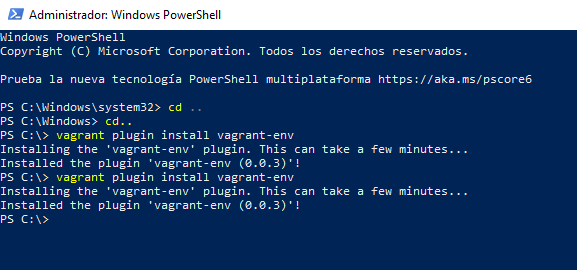 Administrador: Windows PowerShell
Windows PowerShell
Copyright (C) Microsoft Corporation. Todos los derechos reservados.
Prueba la nueva tecnología PowerShell multiplataforma https://aka.ms/pscore6
PS C:\Windows\system32> cd ..
PS C:\Windows> cd..
PS C:\> vagrant plugin install vagrant-env
Installing the 'vagrant-env' plugin. This can take a few minutes...
Installed the plugin 'vagrant-env (0.0.3)'!
PS C:\> vagrant plugin install vagrant-env
Installing the 'vagrant-env' plugin. This can take a few minutes...
Installed the plugin 'vagrant-env (0.0.3)'!
PS C:\>